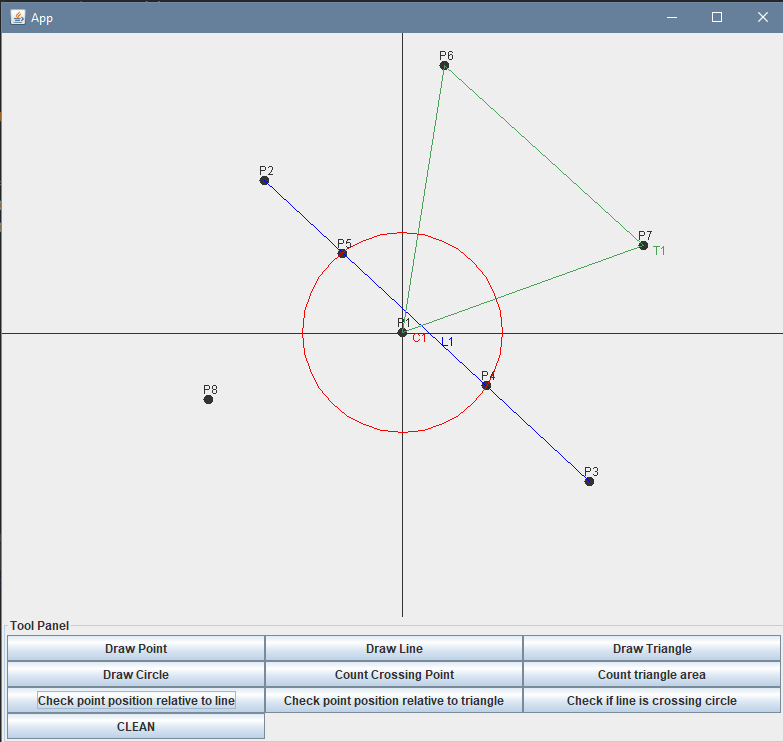 App
P6
P2
P5
P7
T1
P1
C1
L1
P4
P8
P3
Tool Panel
Draw Point
Draw Line
Draw Triangle
Draw Circle
Count Crossing Point
Count triangle area
Check point position relative to line
Check point position relative to triangle
Check if line is crossing circle
CLEAN